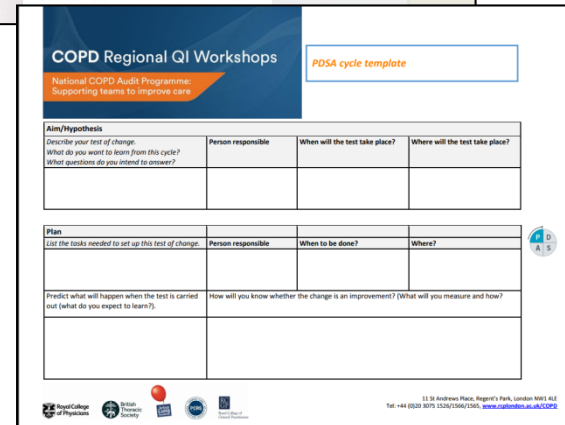 COPD Regional QI Workshops
National COPD Audit Programme:
Supporting teams to improve care
PDSA cycle template
Aim/Hypothesis
Describe your test of change.
What do you want to learn from this cycle?
What questions do you intend to answer?
Person responsible
When will the test take place?
Where will the test take place?
Plan
List the tasks needed to set up this test of change.
Person responsible
When to be done?
Where?
P D
A S
Predict what will happen when the test is carried
out (what do you expect to learn?).
How will you know whether the change is an improvement? (What will you measure and how?
Royal College
of Physicians
British
Thoracic
Society
PCRS
11 St Andrews Place, Regent's Park, London NW1 4LE
Tel: +44 (0)20 3075 1526/1566/1565, www.rcplondon.ac.uk/COPD